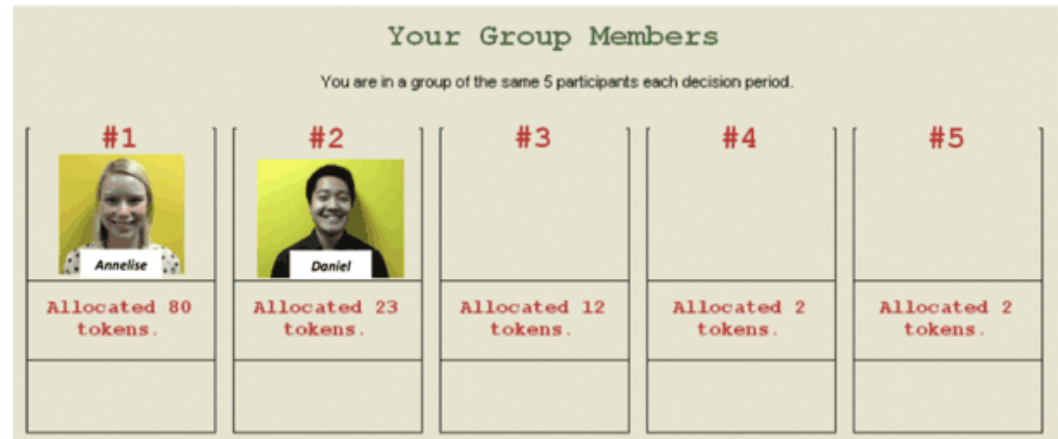 Your Group Members
You are in a group of the same 5 participants each decision period.
#1
Annelise
Allocated 80
tokens.
#2
Daniel
Allocated 23
tokens.
#3
Allocated 12
tokens.
#4
Allocated 2
tokens.
#5
Allocated 2
tokens.